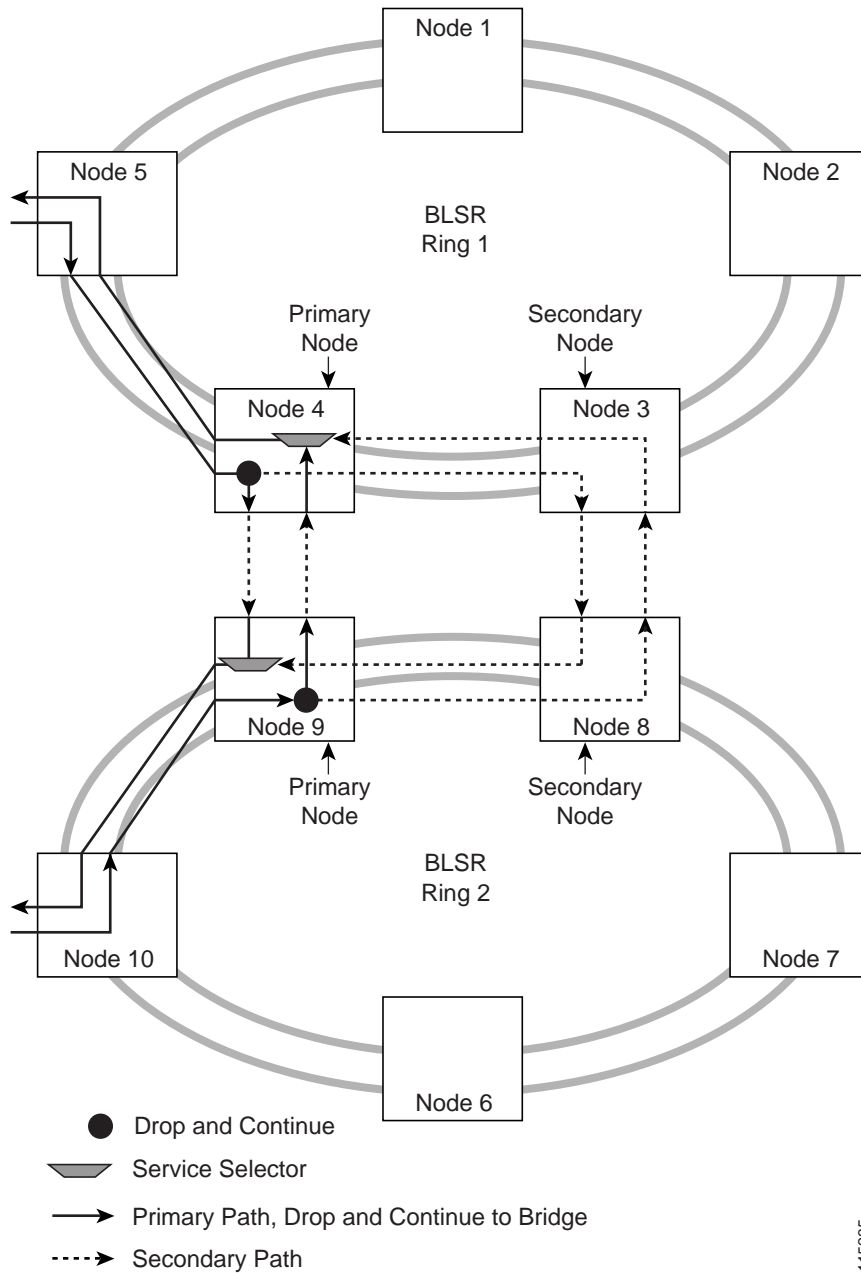 Node 1
Node 5
Node 2
BLSR
Ring 1
Primary
Node
Secondary
Node
Node 4
Node 3
Node 9
Node 8
Primary
Node
Secondary
Node
BLSR
Ring 2
Node 10
Node 7
Node 6
Drop and Continue
Service Selector
Primary Path, Drop and Continue to Bridge
Secondary Path